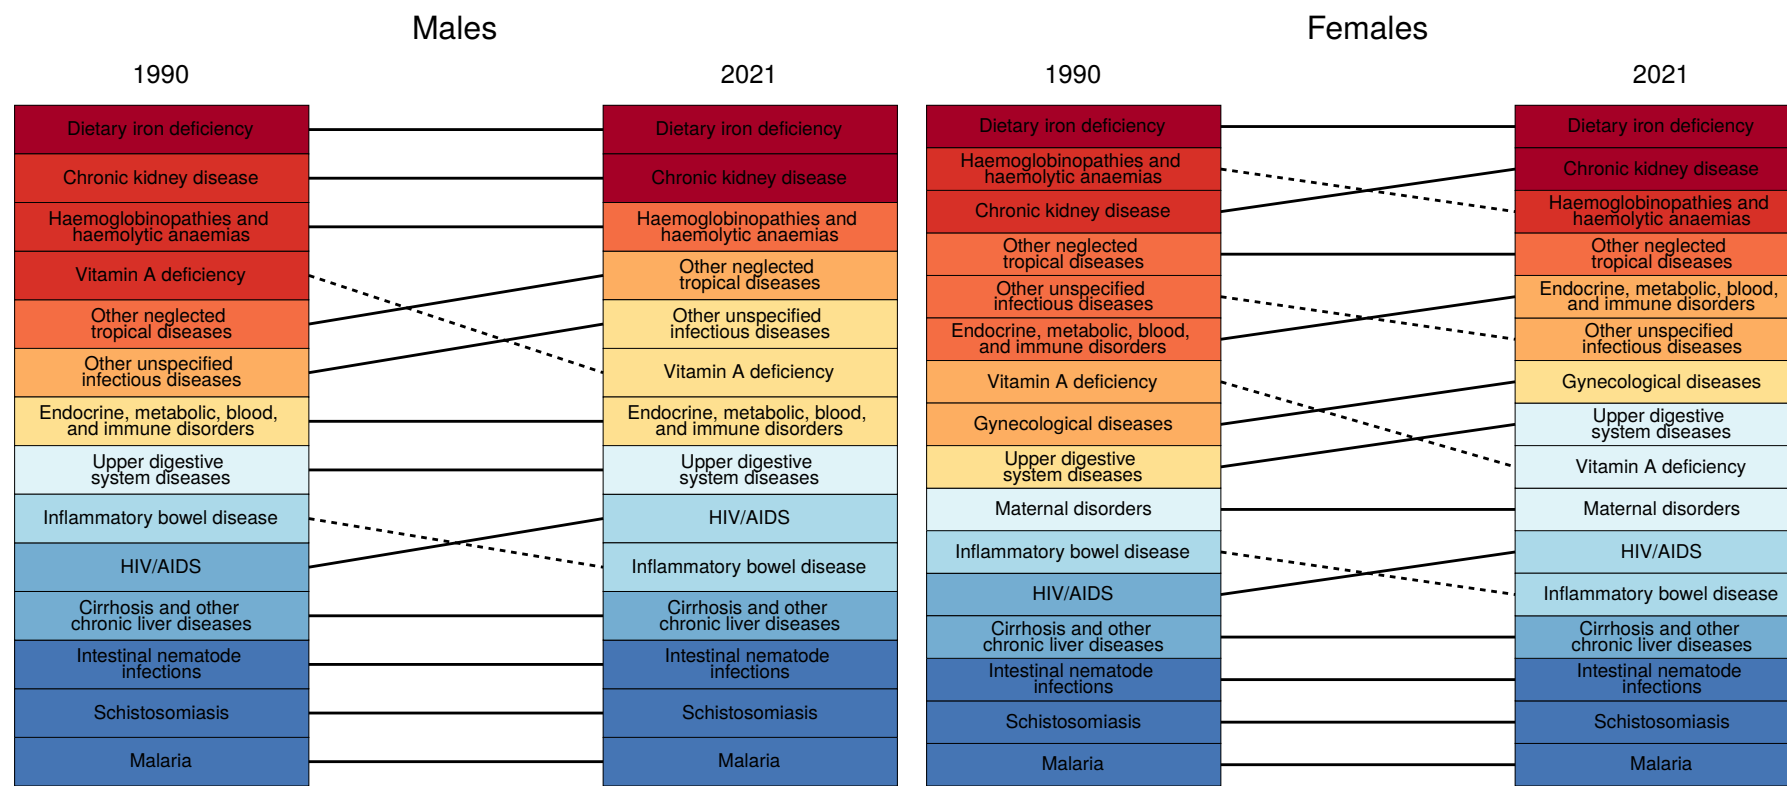 Males
1990
2021
Dietary iron deficiency
Chronic kidney disease
Haemoglobinopathies and
haemolytic anaemias
Vitamin A deficiency
Other neglected
tropical diseases
Other unspecified
infectious diseases
Endocrine, metabolic, blood,
and immune disorders
Upper digestive
system diseases
Inflammatory bowel disease
HIV/AIDS
Cirrhosis and other
chronic liver diseases
Intestinal nematode
infections
Schistosomiasis
Malaria
Dietary iron deficiency
Chronic kidney disease
Haemoglobinopathies and
haemolytic anaemias
Other neglected
tropical diseases
Other unspecified
infectious diseases
Vitamin A deficiency
Endocrine, metabolic, blood,
and immune disorders
Upper digestive
system diseases
HIV/AIDS
Inflammatory bowel disease
Cirrhosis and other
chronic liver diseases
Intestinal nematode
infections
Schistosomiasis
Malaria
Females
1990
2021
Dietary iron deficiency
Haemoglobinopathies and
haemolytic anaemias
Chronic kidney disease
Other neglected
tropical diseases
Other unspecified
infectious diseases
Endocrine, metabolic, blood,
and immune disorders
Vitamin A deficiency
Gynecological diseases
Upper digestive
system diseases
Maternal disorders
Inflammatory bowel disease
HIV/AIDS
Cirrhosis and other
chronic liver diseases
Intestinal nematode
infections
Schistosomiasis
Malaria
Dietary iron deficiency
Chronic kidney disease
Haemoglobinopathies and
haemolytic anaemias
Other neglected
tropical diseases
Endocrine, metabolic, blood,
and immune disorders
Other unspecified
infectious diseases
Gynecological diseases
Upper digestive
system diseases
Vitamin A deficiency
Maternal disorders
HIV/AIDS
Inflammatory bowel disease
Cirrhosis and other
chronic liver diseases
Intestinal nematode
infections
Schistosomiasis
Malaria